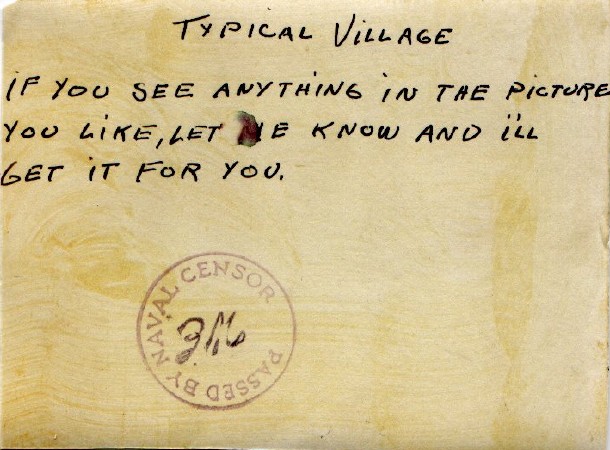 TYPICAL VILLAGE
IF YOU SEE ANYTHING IN THE PICTURE
YOU LIKE, LET ME KNOW AND I'LL
GET IT FOR YOU.
PASSED BY NAVAL CENSOR